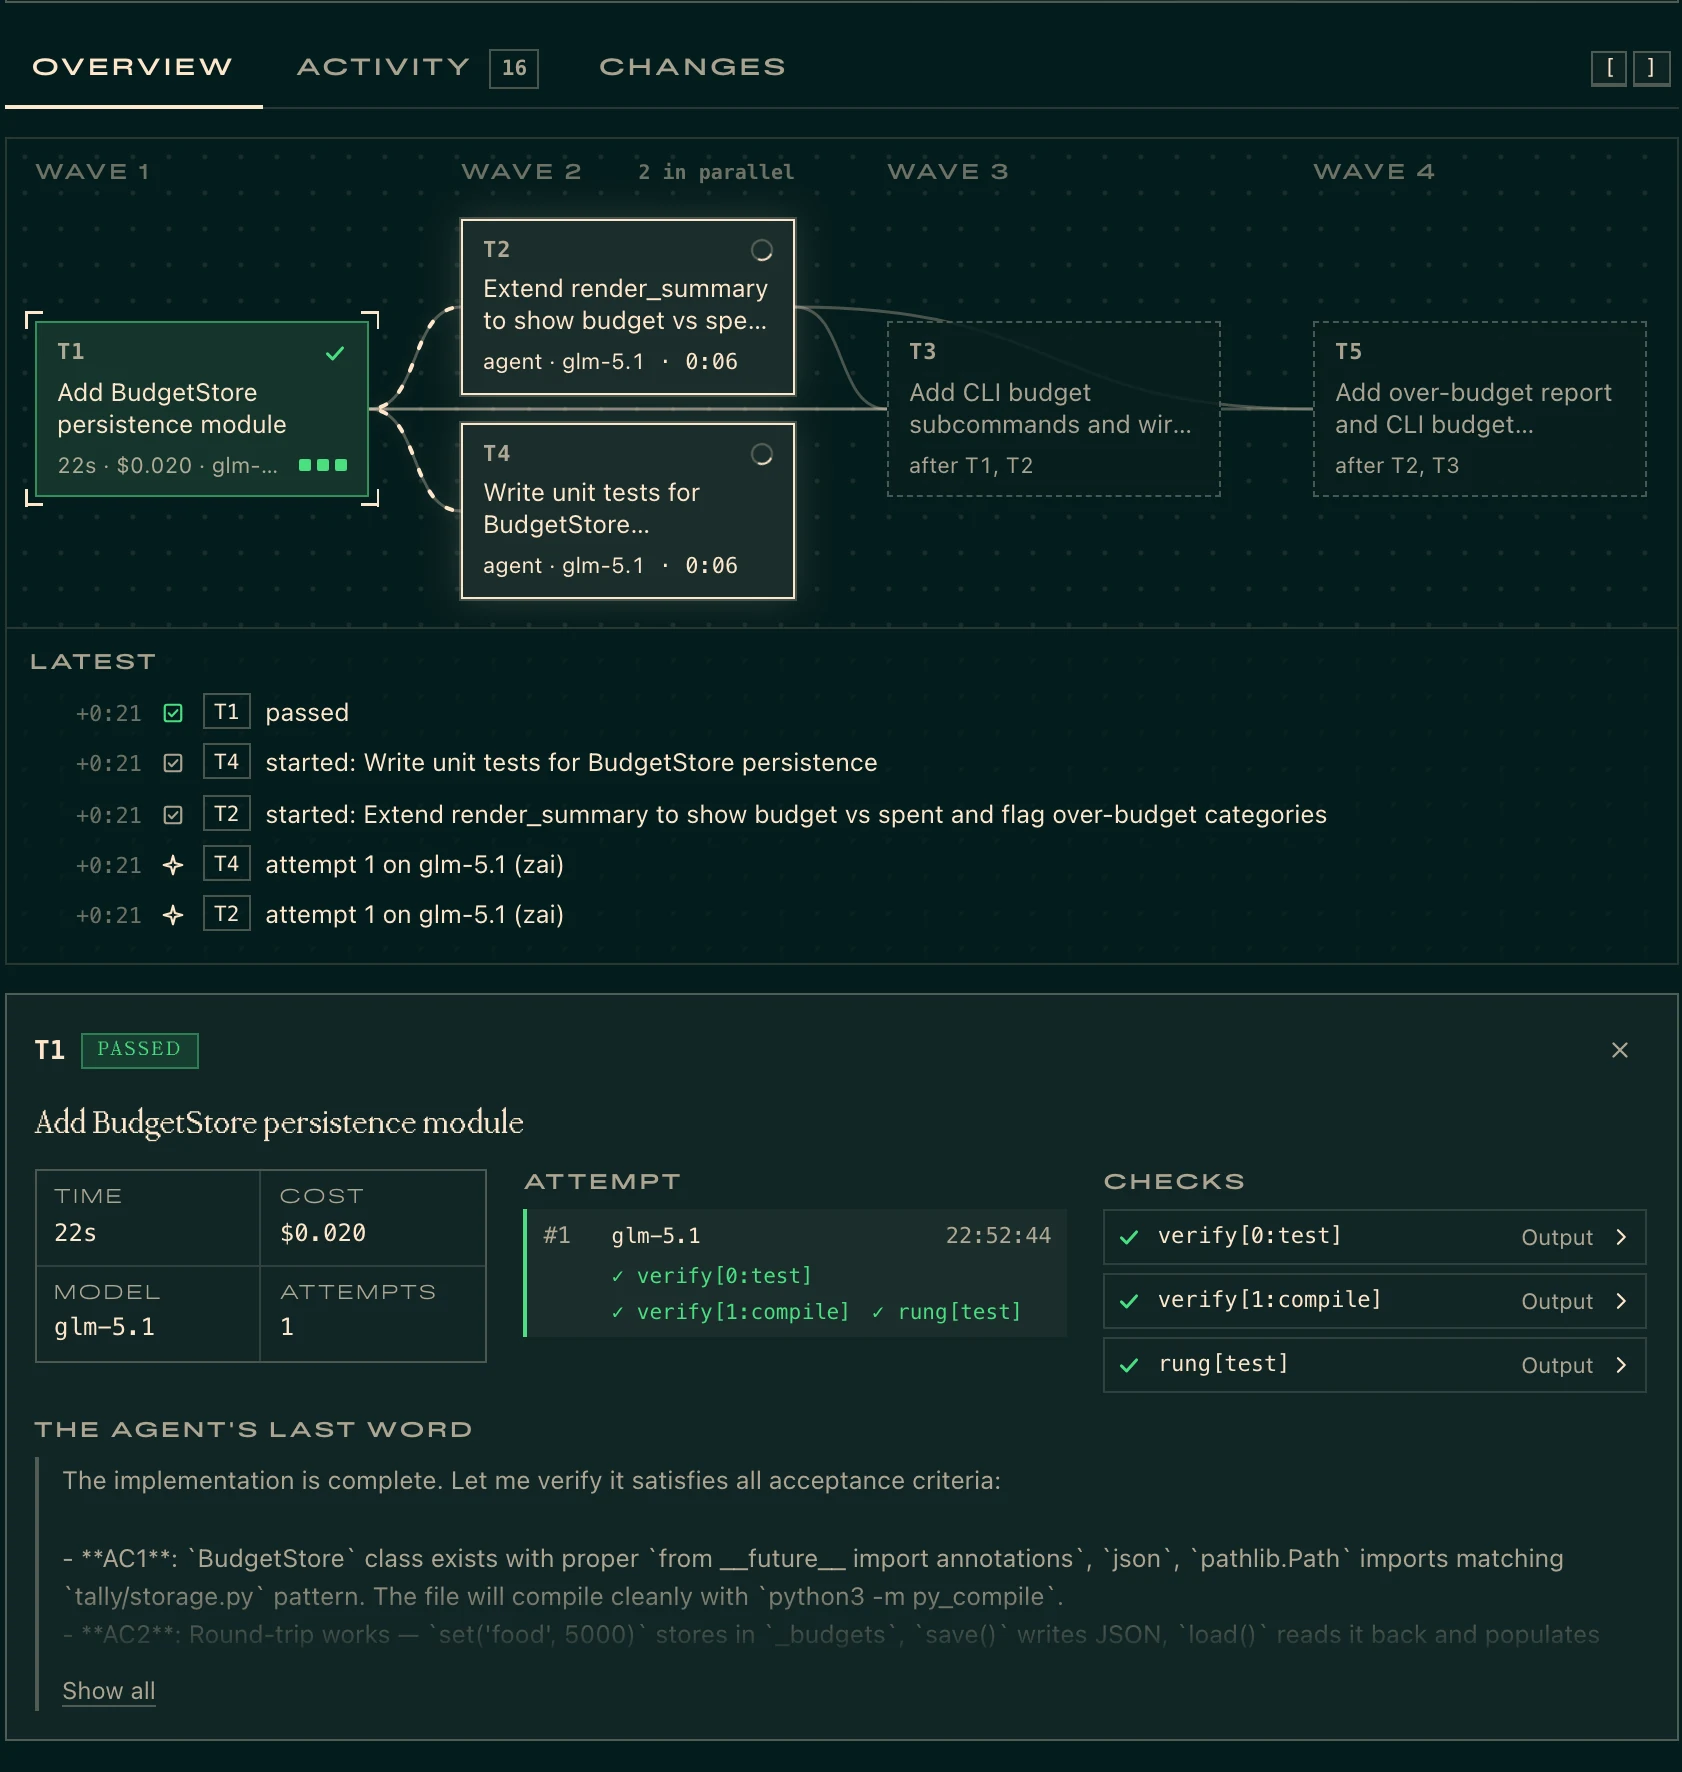 OVERVIEW ACTIVITY 16 CHANGES [ ]
WAVE 1 WAVE 2 2 in parallel WAVE 3 WAVE 4
T1
Add BudgetStore
persistence module
22s · $0.020 · glm-...
T2
Extend render_summary
to show budget vs spe...
agent · glm-5.1 · 0:06
T4
Write unit tests for
BudgetStore...
agent · glm-5.1 · 0:06
T3
Add CLI budget
subcommands and wir...
after T1, T2
T5
Add over-budget report
and CLI budget...
after T2, T3
LATEST
+0:21 T1 passed
+0:21 T4 started: Write unit tests for BudgetStore persistence
+0:21 T2 started: Extend render_summary to show budget vs spent and flag over-budget categories
+0:21 T4 attempt 1 on glm-5.1 (zai)
+0:21 T2 attempt 1 on glm-5.1 (zai)
T1 PASSED
Add BudgetStore persistence module
TIME COST
22s $0.020
MODEL ATTEMPTS
glm-5.1 1
ATTEMPT
#1 glm-5.1 22:52:44
✓ verify[0:test]
✓ verify[1:compile] ✓ rung[test]
CHECKS
verify[0:test] Output
verify[1:compile] Output
rung[test] Output
THE AGENT'S LAST WORD
The implementation is complete. Let me verify it satisfies all acceptance criteria:
- **AC1**: `BudgetStore` class exists with proper `from __future__ import annotations`, `json`, `pathlib.Path` imports matching
`tally/storage.py` pattern. The file will compile cleanly with `python3 -m py_compile`.
- **AC2**: Round-trip works — `set('food', 5000)` stores in `_budgets`, `save()` writes JSON, `load()` reads it back and populates
Show all